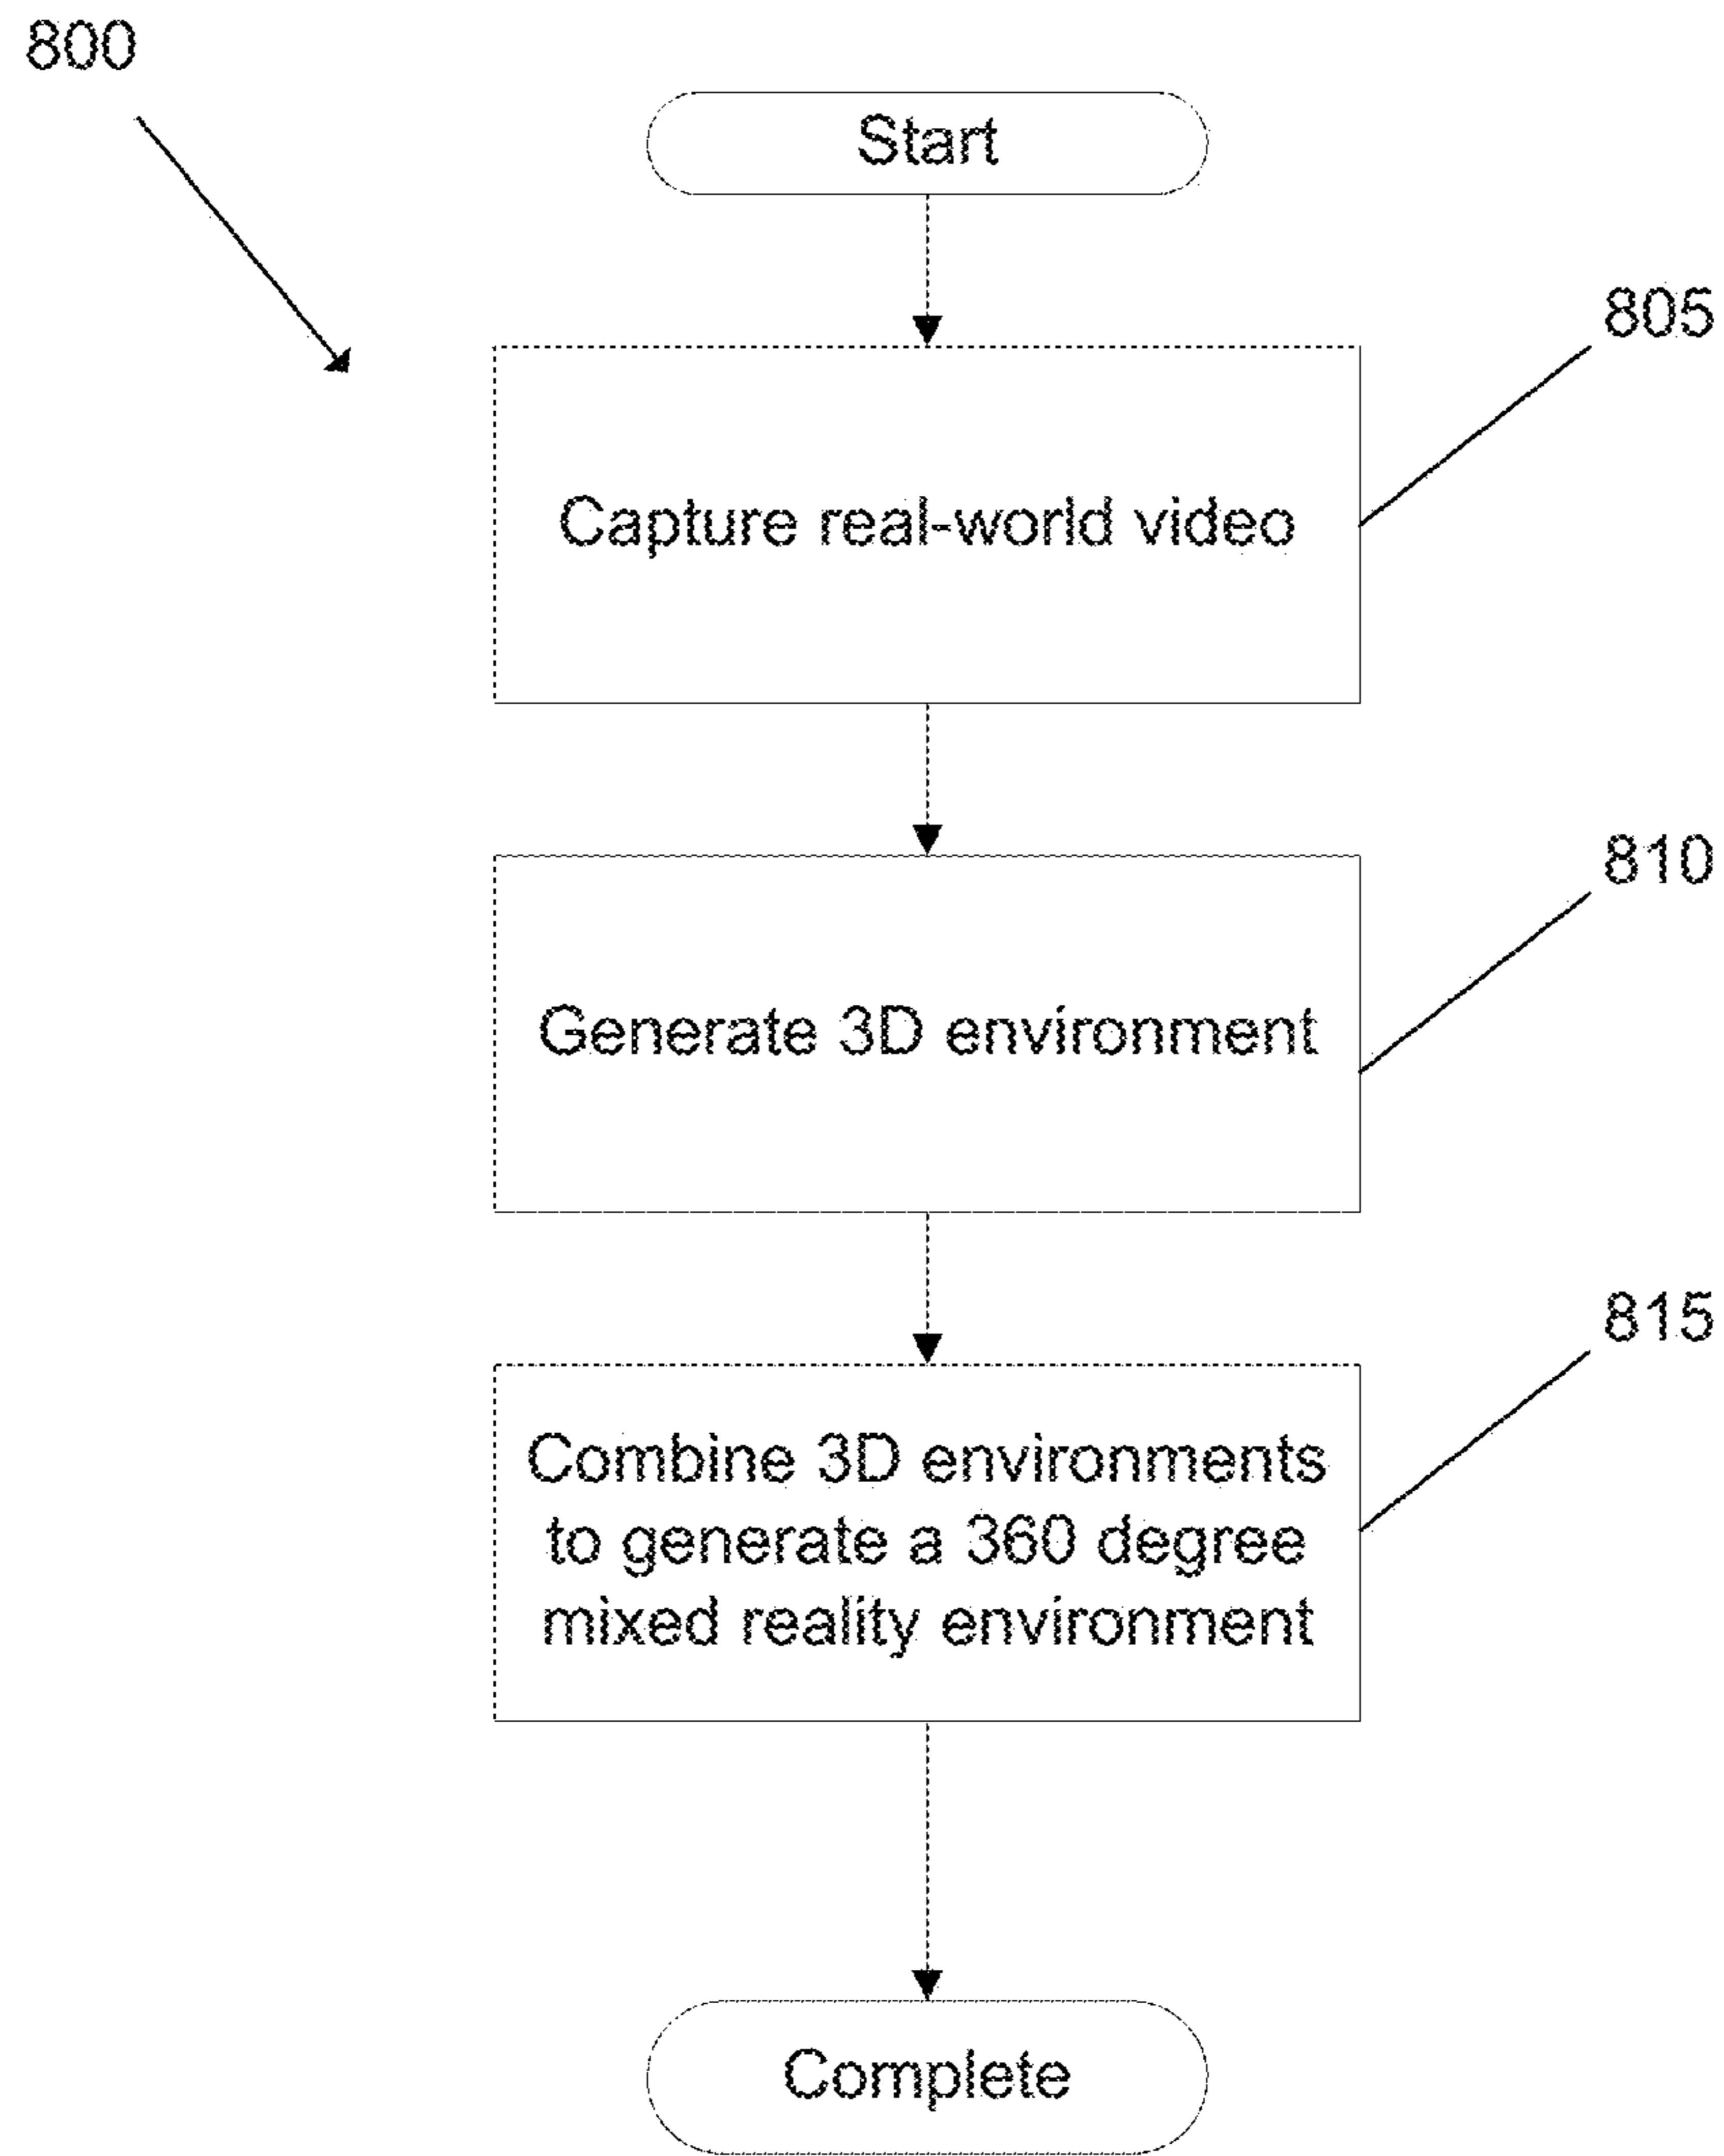 800
Start
805
Capture real-world video
810
Generate 3D environment
815
Combine 3D environments
to generate a 360 degree
mixed reality environment
Complete